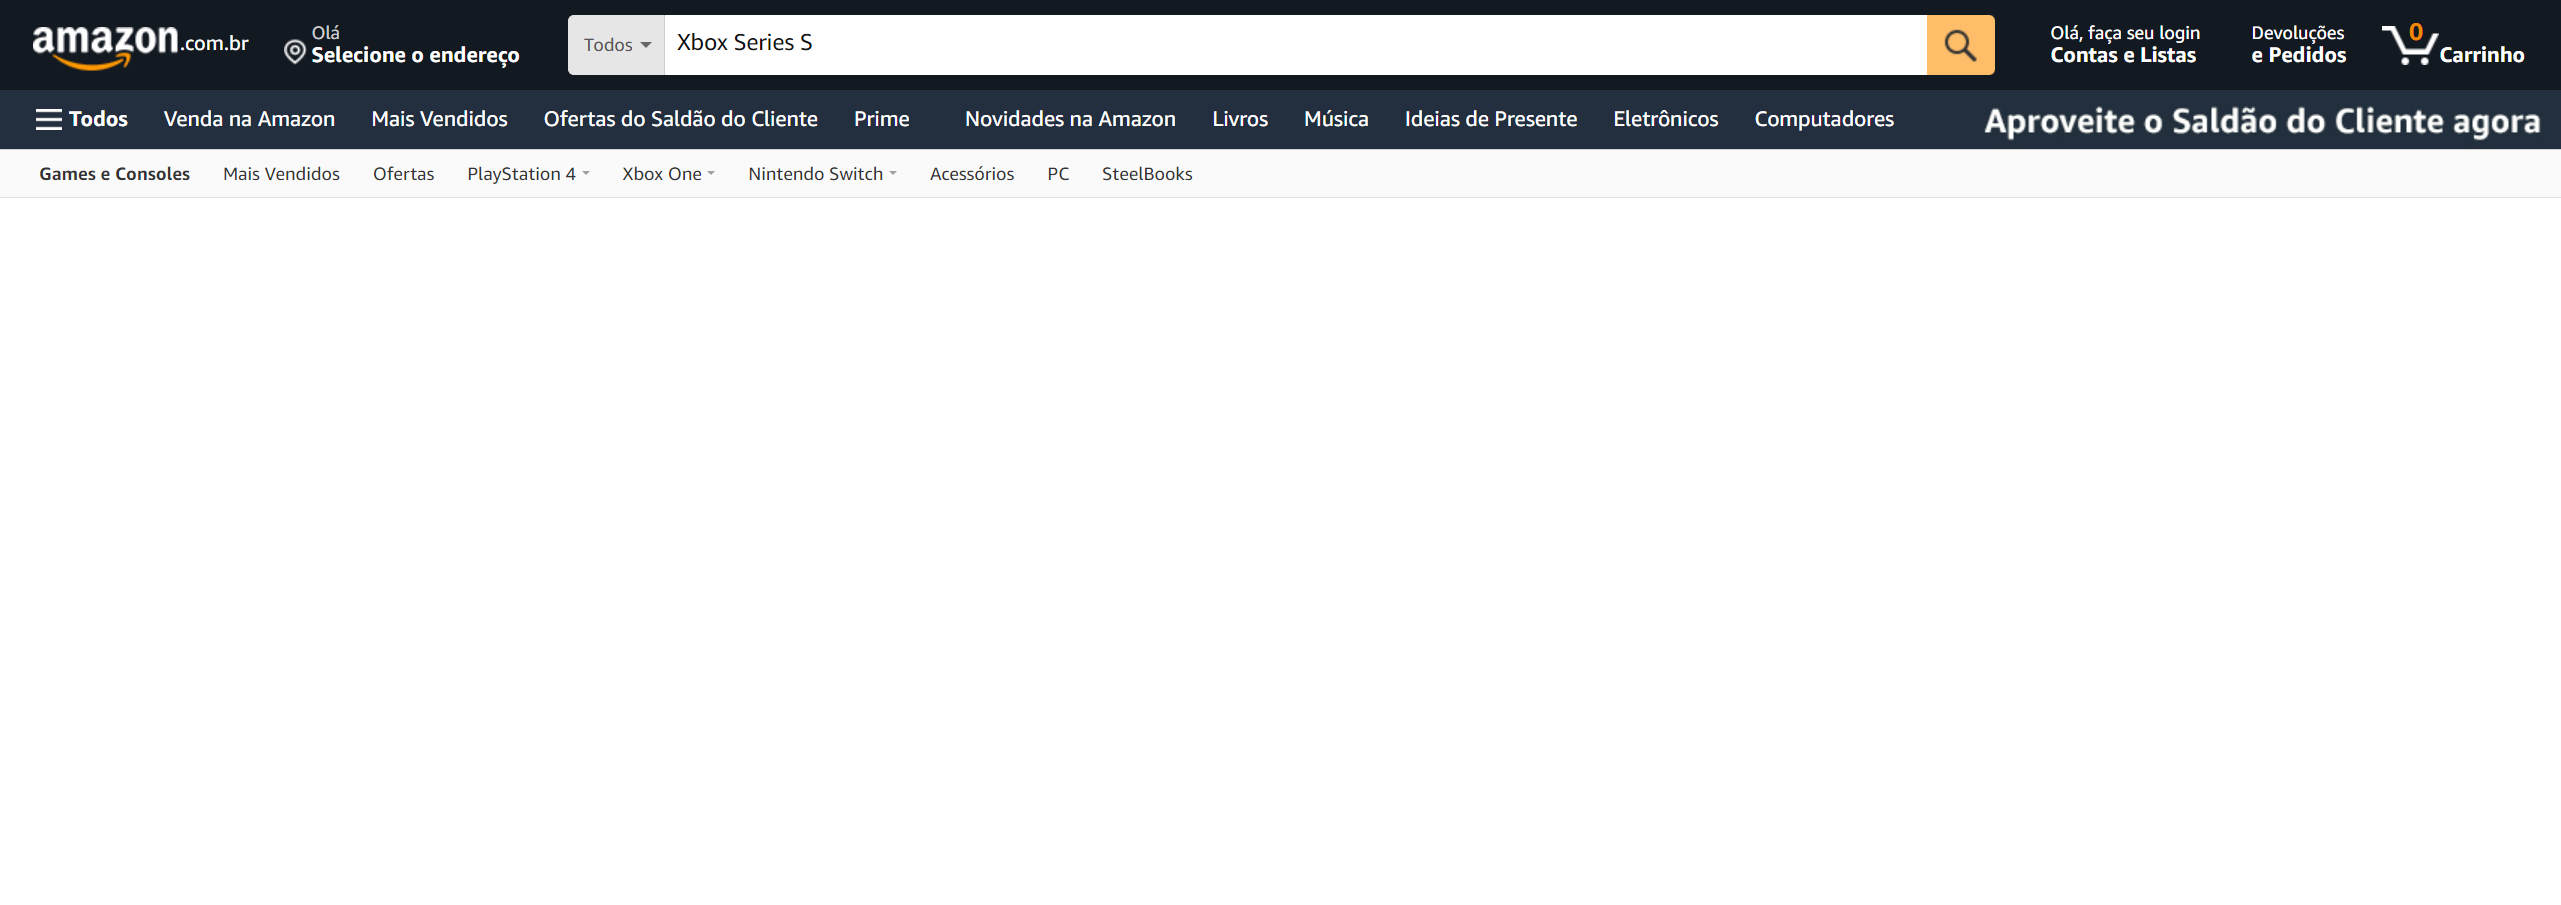 amazon.com.br
Olá
Selecione o endereço
Todos
Xbox Series S
Olá, faça seu login
Contas e Listas
Devoluções
e Pedidos
0
Carrinho
Todos Venda na Amazon Mais Vendidos Ofertas do Saldão do Cliente Prime Novidades na Amazon Livros Música Ideias de Presente Eletrônicos Computadores Aproveite o Saldão do Cliente agora
Games e Consoles Mais Vendidos Ofertas PlayStation 4 Xbox One Nintendo Switch Acessórios PC SteelBooks